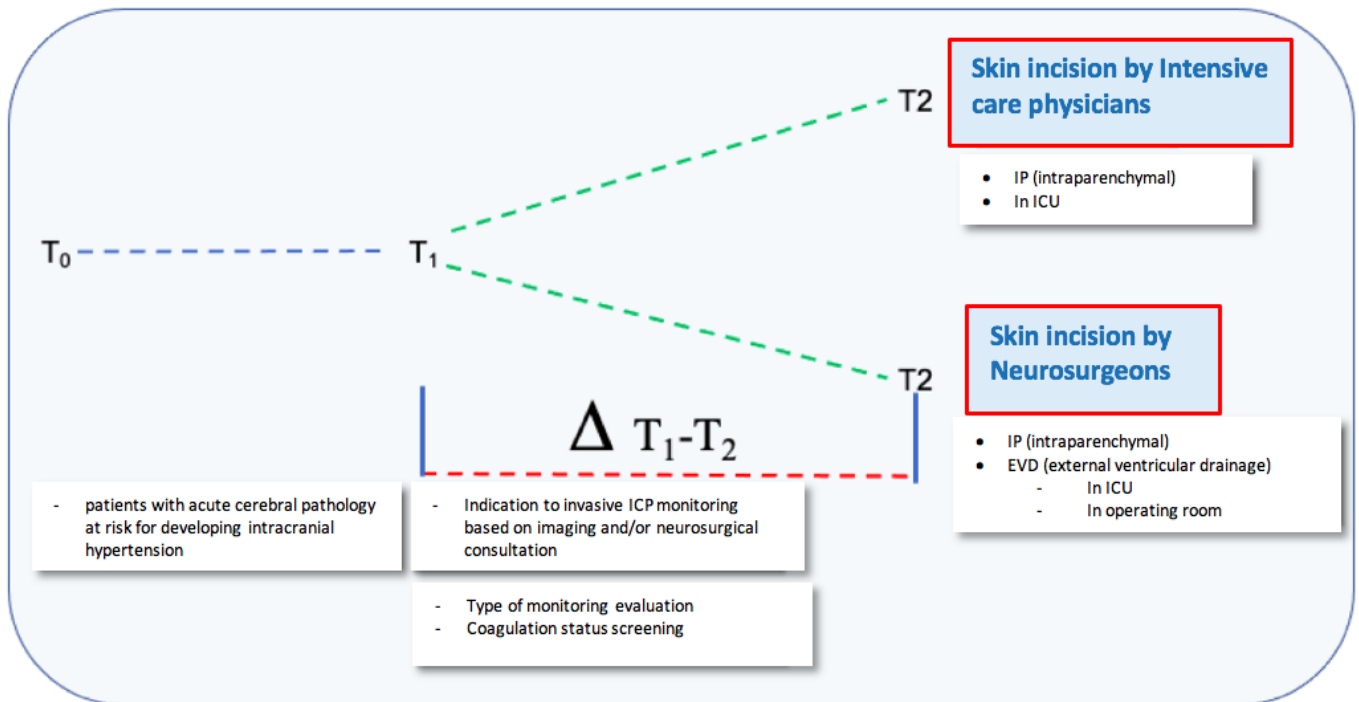 T2
Skin incision by Intensive
care physicians
• IP (intraparenchymal)
• In ICU
T₀
T₁
T2
Skin incision by
Neurosurgeons
Δ T₁-T₂
• IP (intraparenchymal)
• EVD (external ventricular drainage)
- In ICU
- In operating room
- patients with acute cerebral pathology
at risk for developing intracranial
hypertension
- Indication to invasive ICP monitoring
based on imaging and/or neurosurgical
consultation
- Type of monitoring evaluation
- Coagulation status screening